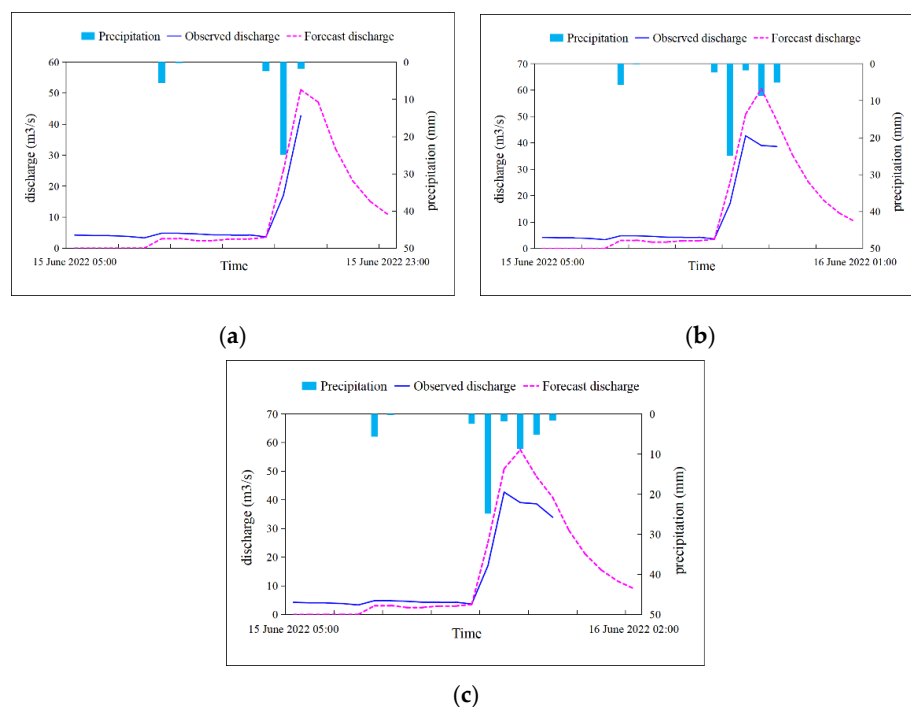 Precipitation Observed discharge Forecast discharge
60 0
50 10
40 20
30 30
20 40
10
0 50
discharge (m3/s)
precipitation (mm)
15 June 2022 05:00 Time 15 June 2022 23:00
(a)
Precipitation Observed discharge Forecast discharge
70 0
60 10
50
40 20
30 30
20 40
10
0 50
discharge (m3/s)
precipitation (mm)
15 June 2022 05:00 Time 16 June 2022 01:00
(b)
Precipitation Observed discharge Forecast discharge
70 0
60 10
50
40 20
30 30
20 40
10
0 50
discharge (m3/s)
precipitation (mm)
15 June 2022 05:00 Time 16 June 2022 02:00
(c)